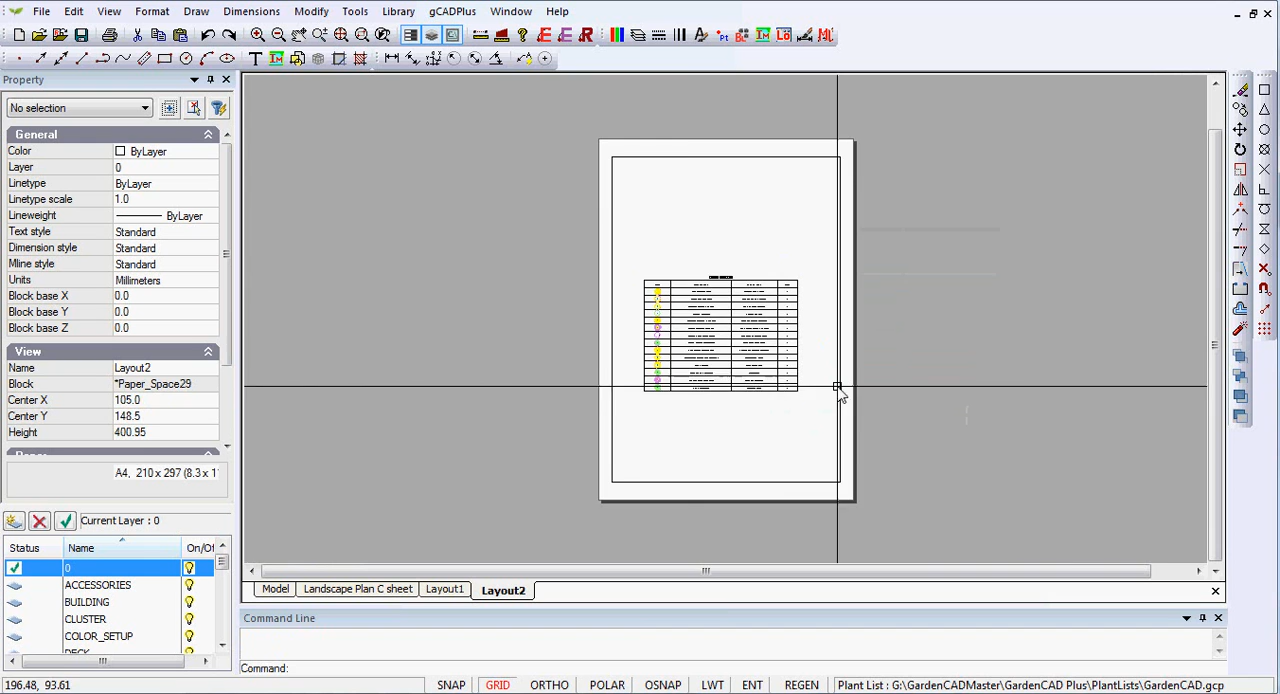 File Edit View Format Draw Dimensions Modify Tools Library gCADPlus Window Help
Property
No selection
General
Color ByLayer
Layer 0
Linetype ByLayer
Linetype scale 1.0
Lineweight ByLayer
Text style Standard
Dimension style Standard
Mline style Standard
Units Millimeters
Block base X 0.0
Block base Y 0.0
Block base Z 0.0
View
Name Layout2
Block *Paper_Space29
Center X 105.0
Center Y 148.5
Height 400.95
A4, 210 x 297 (8.3 x 1
Current Layer : 0
Status Name On/Of
0
ACCESSORIES
BUILDING
CLUSTER
COLOR_SETUP
Model Landscape Plan C sheet Layout1 Layout2
Command Line
Command:
196.48, 93.61 SNAP GRID ORTHO POLAR OSNAP LWT ENT REGEN Plant List : G:\GardenCADMaster\GardenCAD Plus\PlantLists\GardenCAD.gcp